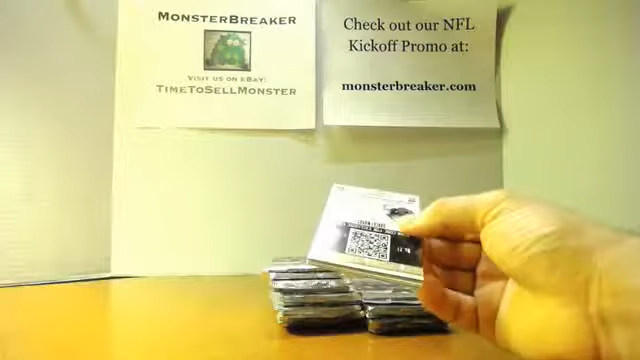 MONSTERBREAKER
VISIT US ON EBAY!
TIMETOSELLMONSTER
Check out our NFL
Kickoff Promo at:
monsterbreaker.com